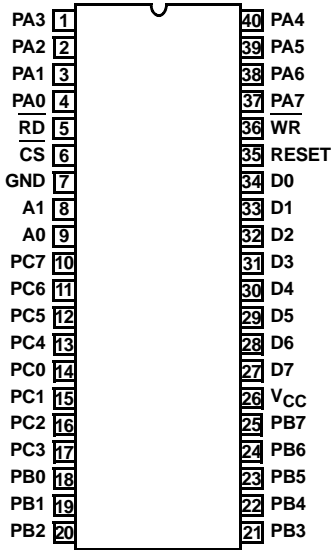 PA3 1 40 PA4
PA2 2 39 PA5
PA1 3 38 PA6
PA0 4 37 PA7
RD 5 36 WR
CS 6 35 RESET
GND 7 34 D0
A1 8 33 D1
A0 9 32 D2
PC7 10 31 D3
PC6 11 30 D4
PC5 12 29 D5
PC4 13 28 D6
PC0 14 27 D7
PC1 15 26 VCC
PC2 16 25 PB7
PC3 17 24 PB6
PB0 18 23 PB5
PB1 19 22 PB4
PB2 20 21 PB3